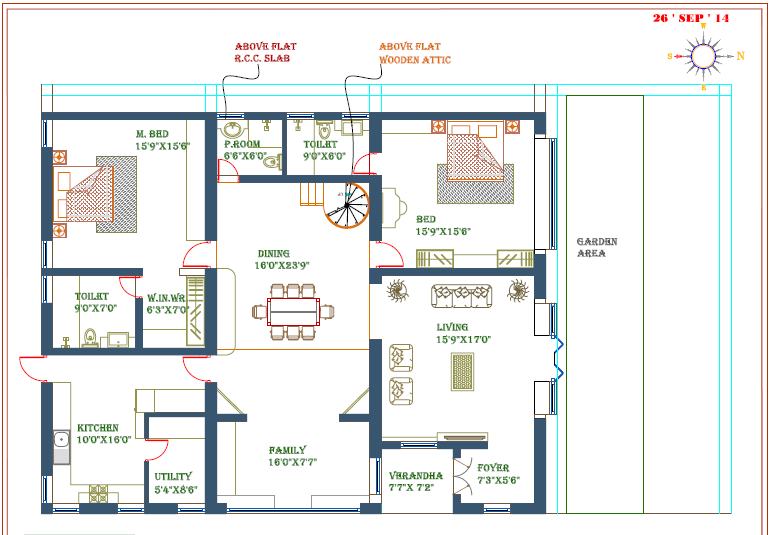 26 ' SEP ' 14
W
S
N
E
ABOVE FLAT
R.C.C. SLAB
ABOVE FLAT
WOODEN ATTIC
M. BED
15'9"X15'6"
P.ROOM
6'6"X6'0"
TOILET
9'0"X6'0"
BED
15'9"X15'6"
GARDEN
AREA
DINING
16'0"X23'9"
TOILET
9'0"X7'0"
W.IN.WR
6'3"X7'0"
LIVING
15'9"X17'0"
KITCHEN
10'0"X16'0"
FAMILY
16'0"X7'7"
UTILITY
5'4"X8'6"
VERANDHA
7'7"X 7'2"
FOYER
7'3"X5'6"